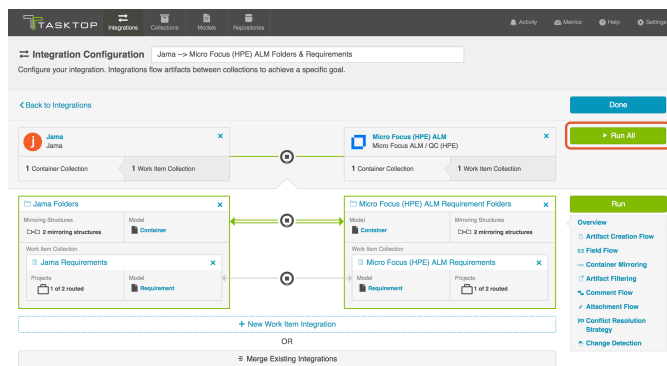 TASKTOP
Integrations
Collections
Models
Repositories
Activity
Metrics
Help
Settings
Integration Configuration
Jama --> Micro Focus (HPE) ALM Folders & Requirements
Configure your integration. Integrations flow artifacts between collections to achieve a specific goal.
Back to Integrations
Done
Jama
Jama
1 Container Collection
1 Work Item Collection
Micro Focus (HPE) ALM
Micro Focus ALM / QC (HPE)
1 Container Collection
1 Work Item Collection
Run All
Jama Folders
Mirroring Structures
2 mirroring structures
Model
Container
Work Item Collection
Jama Requirements
Projects
1 of 2 routed
Model
Requirement
Micro Focus (HPE) ALM Requirement Folders
Model
Container
Mirroring Structures
2 mirroring structures
Work Item Collection
Micro Focus (HPE) ALM Requirements
Model
Requirement
Projects
1 of 2 routed
Run
Overview
Artifact Creation Flow
Field Flow
Container Mirroring
Artifact Filtering
Comment Flow
Attachment Flow
Conflict Resolution
Strategy
Change Detection
+ New Work Item Integration
OR
Merge Existing Integrations